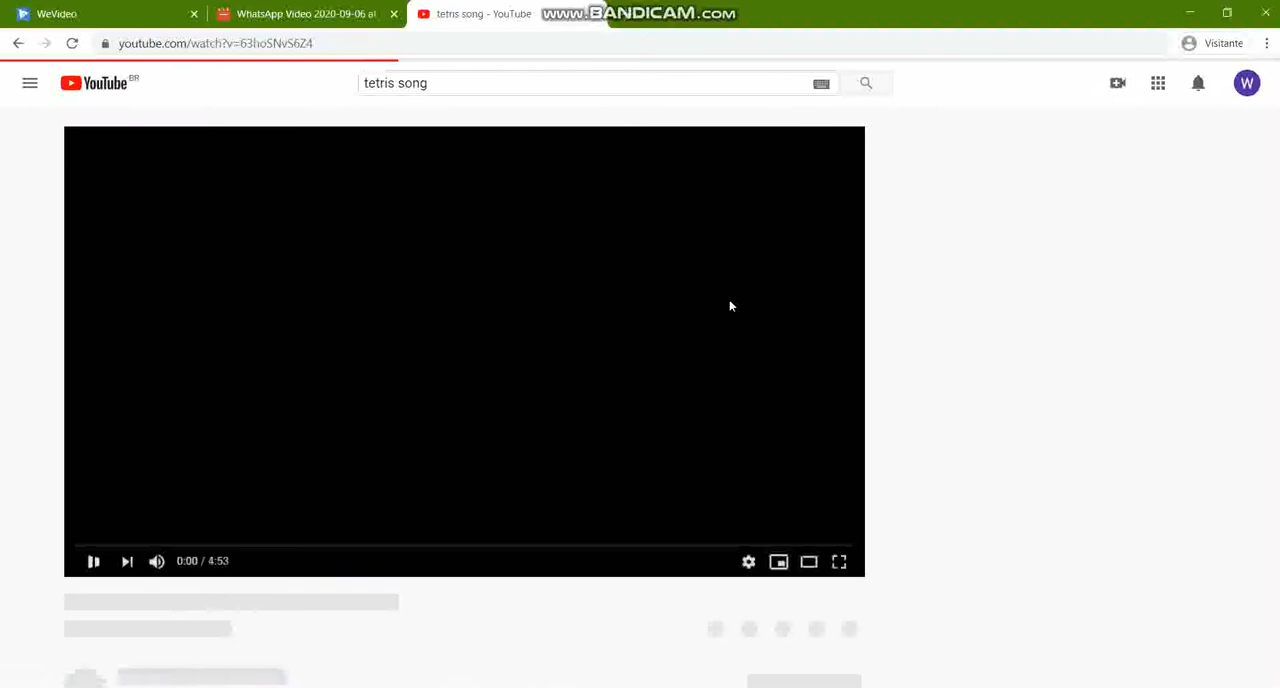 WeVideo
WhatsApp Video 2020-09-06 at
tetris song - YouTube
www.BANDICAM.com
youtube.com/watch?v=63hoSNvS6Z4
Visitante
YouTube BR
tetris song
W
0:00 / 4:53